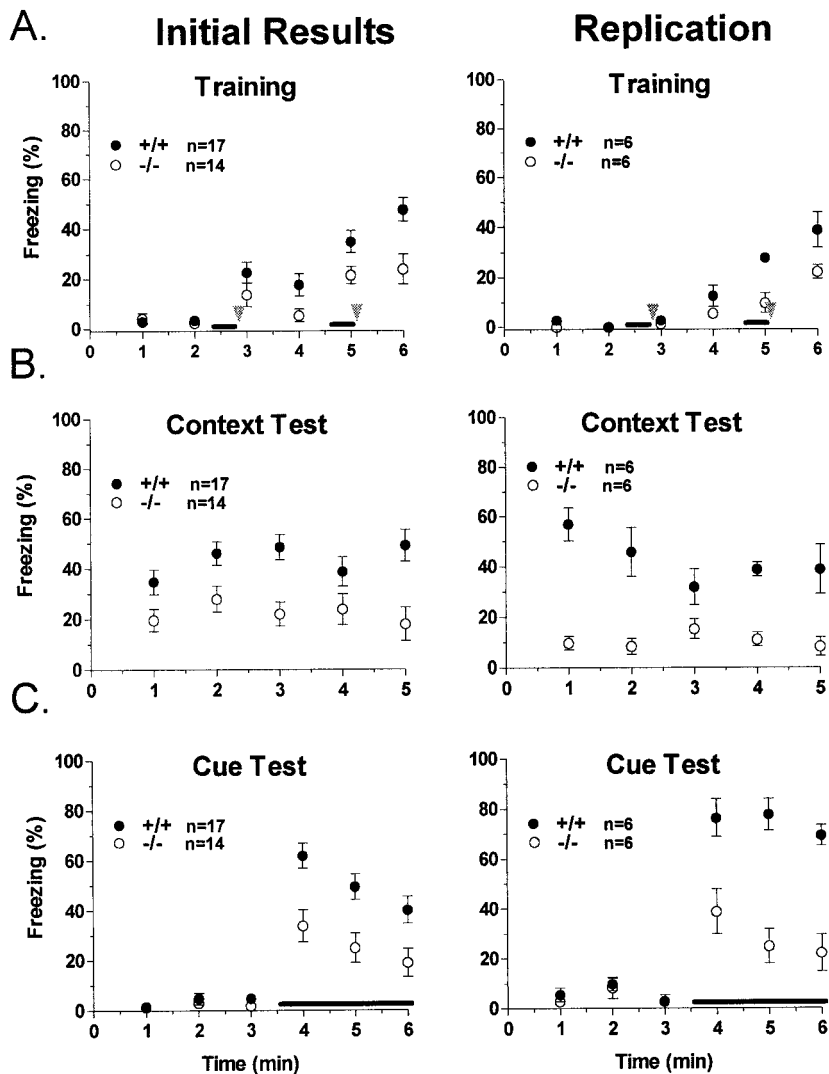 A.
Initial Results
Replication
Training
100
80
60
40
20
0
Freezing (%)
+/+ n=17
-/- n=14
0 1 2 3 4 5 6
Training
100
80
60
40
20
0
+/+ n=6
-/- n=6
0 1 2 3 4 5 6
B.
Context Test
100
80
60
40
20
0
Freezing (%)
+/+ n=17
-/- n=14
0 1 2 3 4 5
Context Test
100
80
60
40
20
0
+/+ n=6
-/- n=6
0 1 2 3 4 5
C.
Cue Test
100
80
60
40
20
0
Freezing (%)
+/+ n=17
-/- n=14
0 1 2 3 4 5 6
Time (min)
Cue Test
100
80
60
40
20
0
+/+ n=6
-/- n=6
0 1 2 3 4 5 6
Time (min)